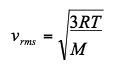 v_rms = √(3RT/M)